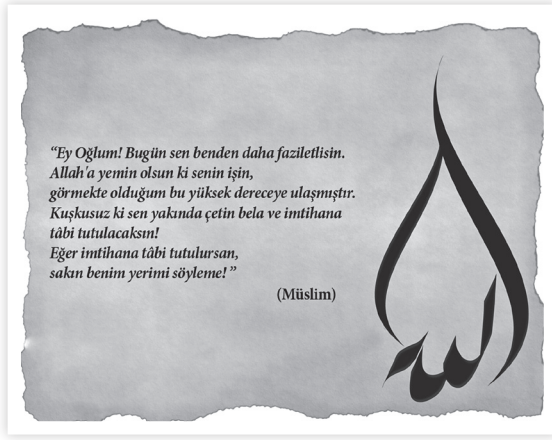 “Ey Oğlum! Bugün sen benden daha faziletlisin.
Allah'a yemin olsun ki senin işin,
görmekte olduğum bu yüksek dereceye ulaşmıştır.
Kuşkusuz ki sen yakında çetin bela ve imtihana
tâbi tutulacaksın!
Eğer imtihana tâbi tutulursan,
sakın benim yerimi söyleme!”
(Müslim)
الله